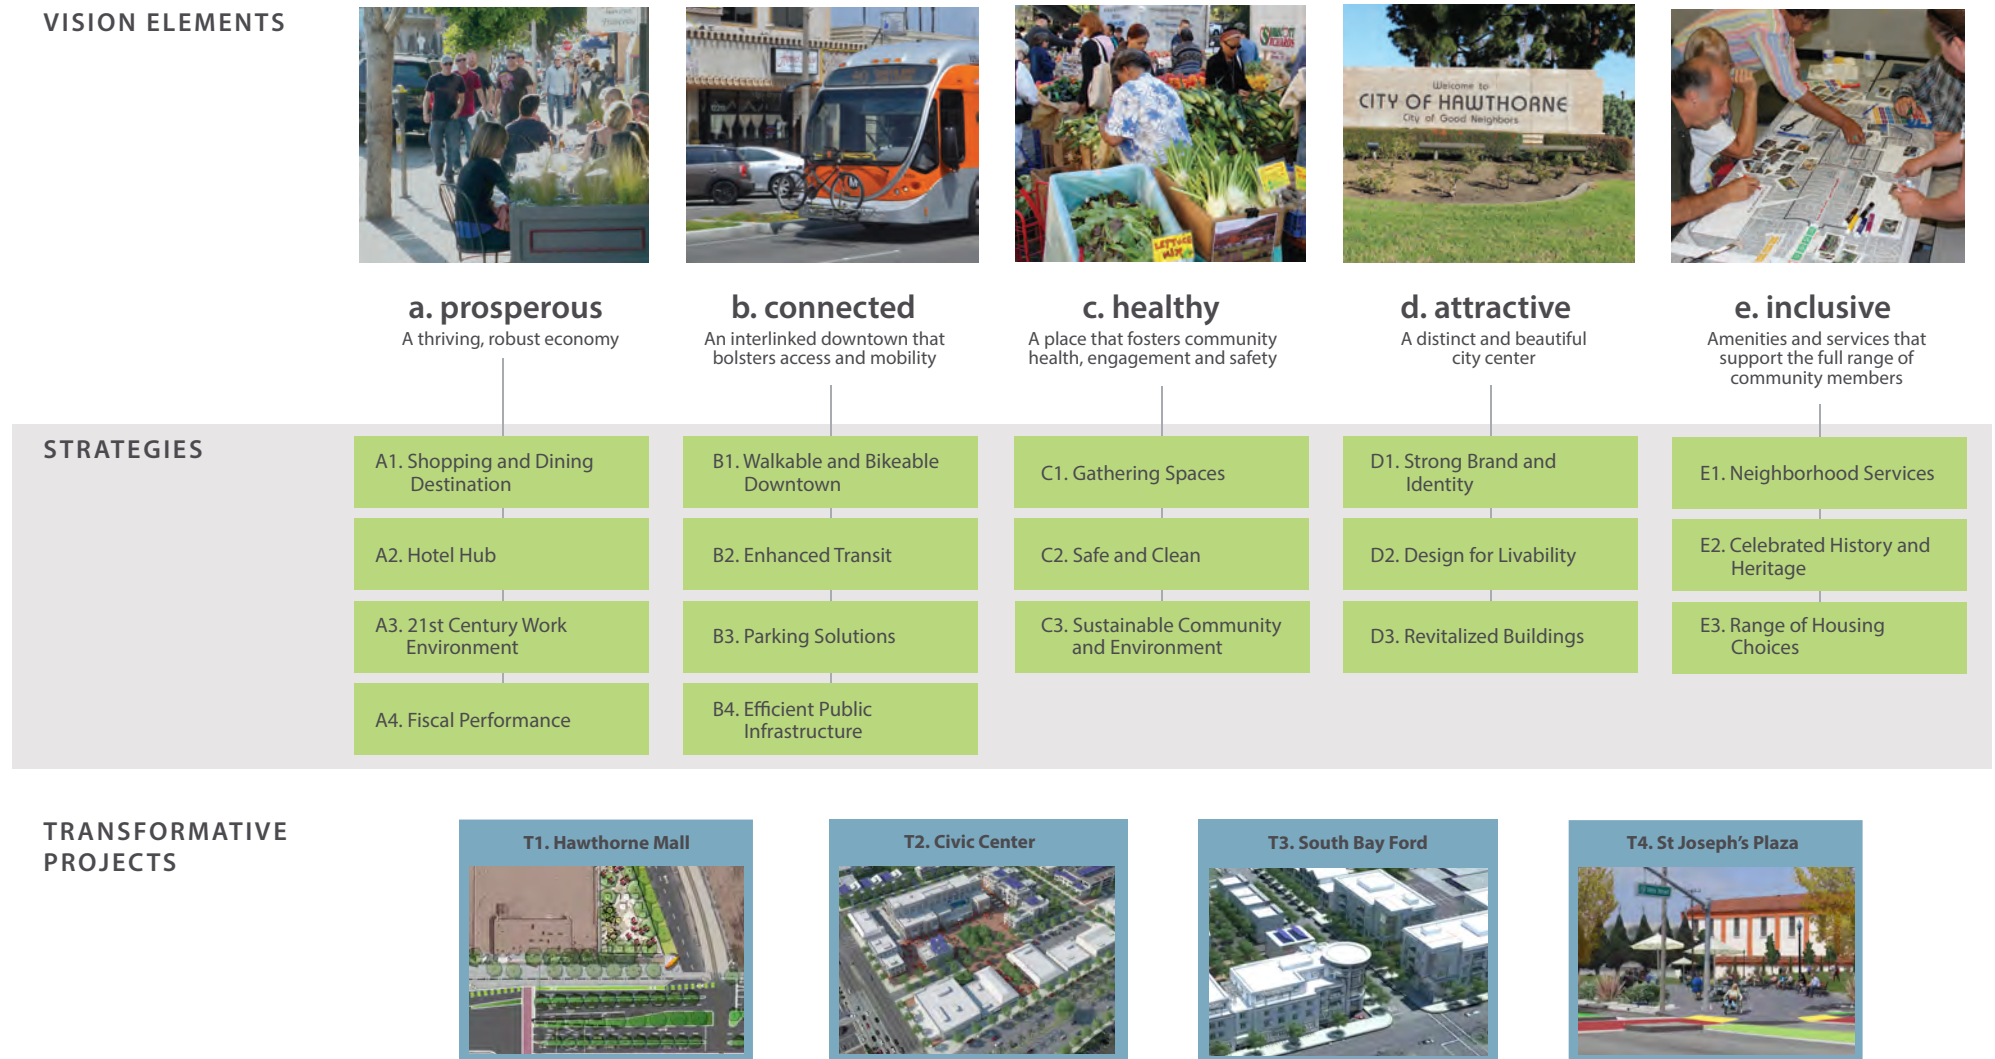 VISION ELEMENTS
Welcome to
CITY OF HAWTHORNE
City of Good Neighbors
LETTUCE
MIX
M
a. prosperous
A thriving, robust economy
b. connected
An interlinked downtown that
bolsters access and mobility
c. healthy
A place that fosters community
health, engagement and safety
d. attractive
A distinct and beautiful
city center
e. inclusive
Amenities and services that
support the full range of
community members
STRATEGIES
A1. Shopping and Dining
Destination
A2. Hotel Hub
A3. 21st Century Work
Environment
A4. Fiscal Performance
B1. Walkable and Bikeable
Downtown
B2. Enhanced Transit
B3. Parking Solutions
B4. Efficient Public
Infrastructure
C1. Gathering Spaces
C2. Safe and Clean
C3. Sustainable Community
and Environment
D1. Strong Brand and
Identity
D2. Design for Livability
D3. Revitalized Buildings
E1. Neighborhood Services
E2. Celebrated History and
Heritage
E3. Range of Housing
Choices
TRANSFORMATIVE
PROJECTS
T1. Hawthorne Mall
T2. Civic Center
T3. South Bay Ford
T4. St Joseph's Plaza